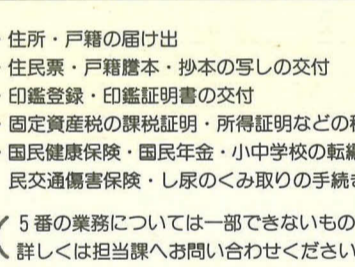 ・住所・戸籍の届け出
・住民票・戸籍謄本・抄本の写しの交付
・印鑑登録・印鑑証明書の交付
・固定資産税の課税証明・所得証明などの
・国民健康保険・国民年金・小中学校の転編
民交通傷害保険・し尿のくみ取りの手続き
5番の業務については一部できないもの
詳しくは担当課へお問い合わせください